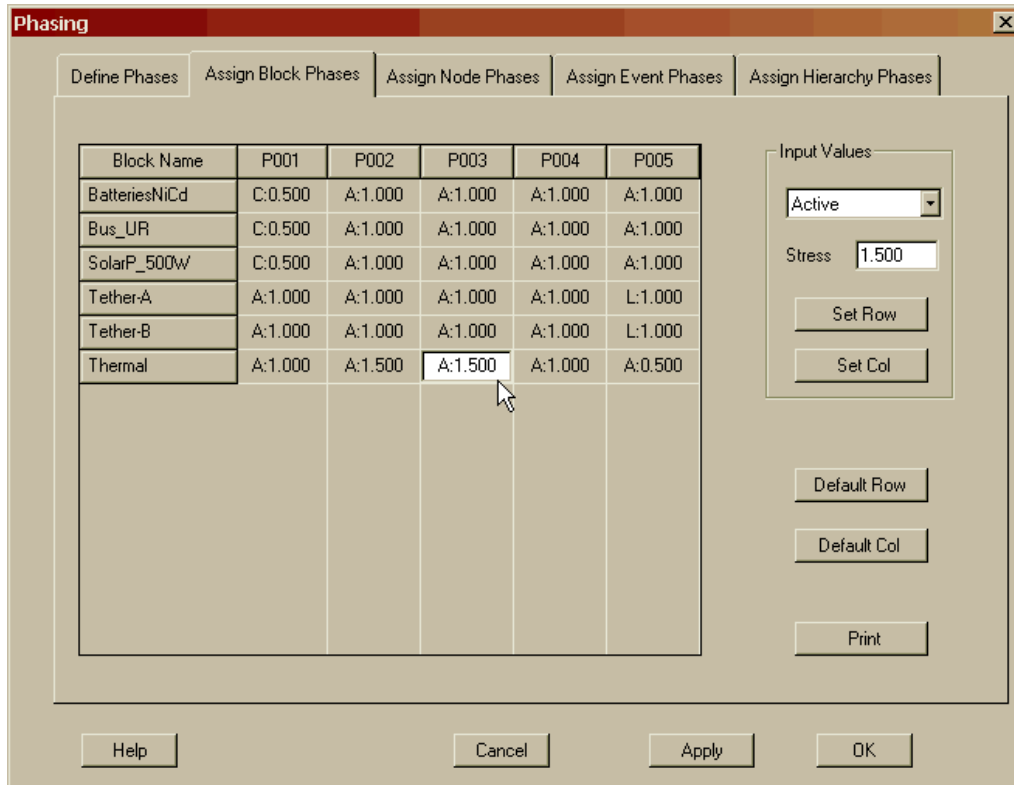 Phasing
Define Phases Assign Block Phases Assign Node Phases Assign Event Phases Assign Hierarchy Phases
Block Name P001 P002 P003 P004 P005
BatteriesNiCd C:0.500 A:1.000 A:1.000 A:1.000 A:1.000
Bus_UR C:0.500 A:1.000 A:1.000 A:1.000 A:1.000
SolarP_500W C:0.500 A:1.000 A:1.000 A:1.000 A:1.000
Tether-A A:1.000 A:1.000 A:1.000 A:1.000 L:1.000
Tether-B A:1.000 A:1.000 A:1.000 A:1.000 L:1.000
Thermal A:1.000 A:1.500 A:1.500 A:1.000 A:0.500
Input Values
Active
Stress 1.500
Set Row
Set Col
Default Row
Default Col
Print
Help Cancel Apply OK